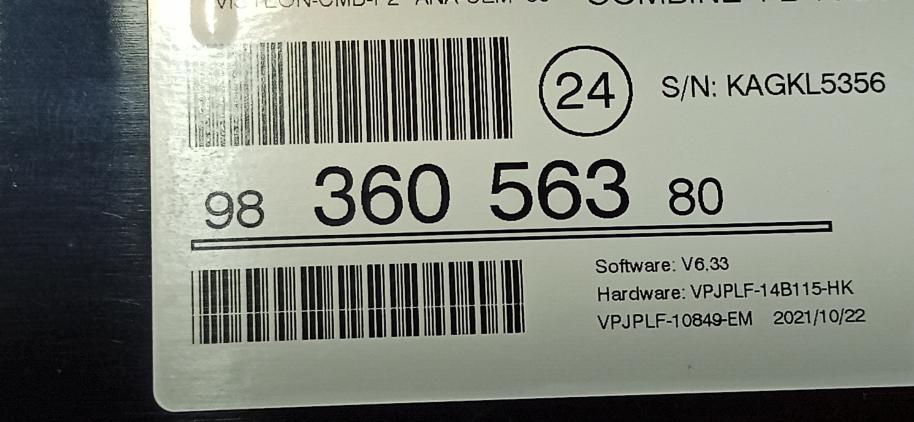 24
S/N: KAGKL5356
98 360 563 80
Software: V6.33
Hardware: VPJPLF-14B115-HK
VPJPLF-10849-EM 2021/10/22